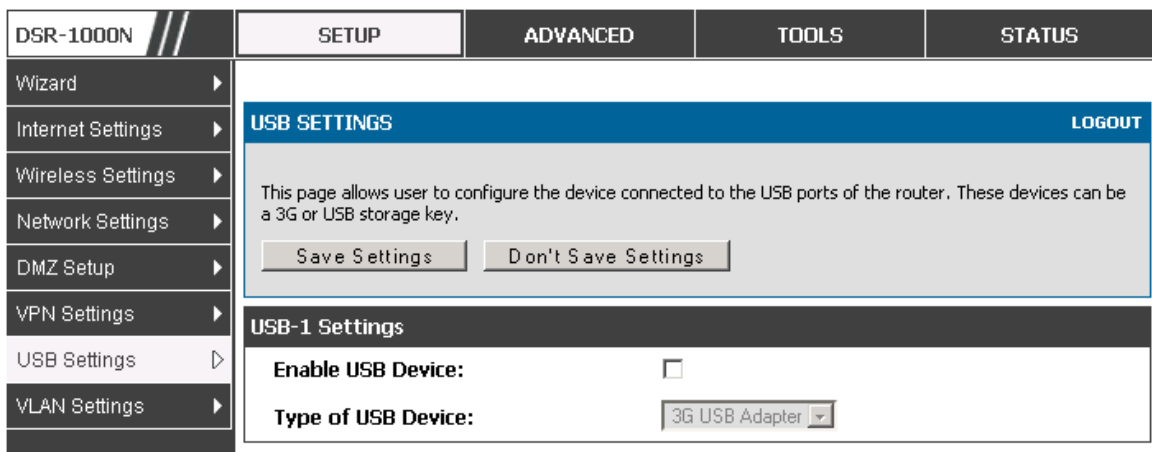 DSR-1000N
SETUP
ADVANCED
TOOLS
STATUS
Wizard
Internet Settings
Wireless Settings
Network Settings
DMZ Setup
VPN Settings
USB Settings
VLAN Settings
USB SETTINGS
LOGOUT
This page allows user to configure the device connected to the USB ports of the router. These devices can be
a 3G or USB storage key.
Save Settings
Don't Save Settings
USB-1 Settings
Enable USB Device:
Type of USB Device:
3G USB Adapter